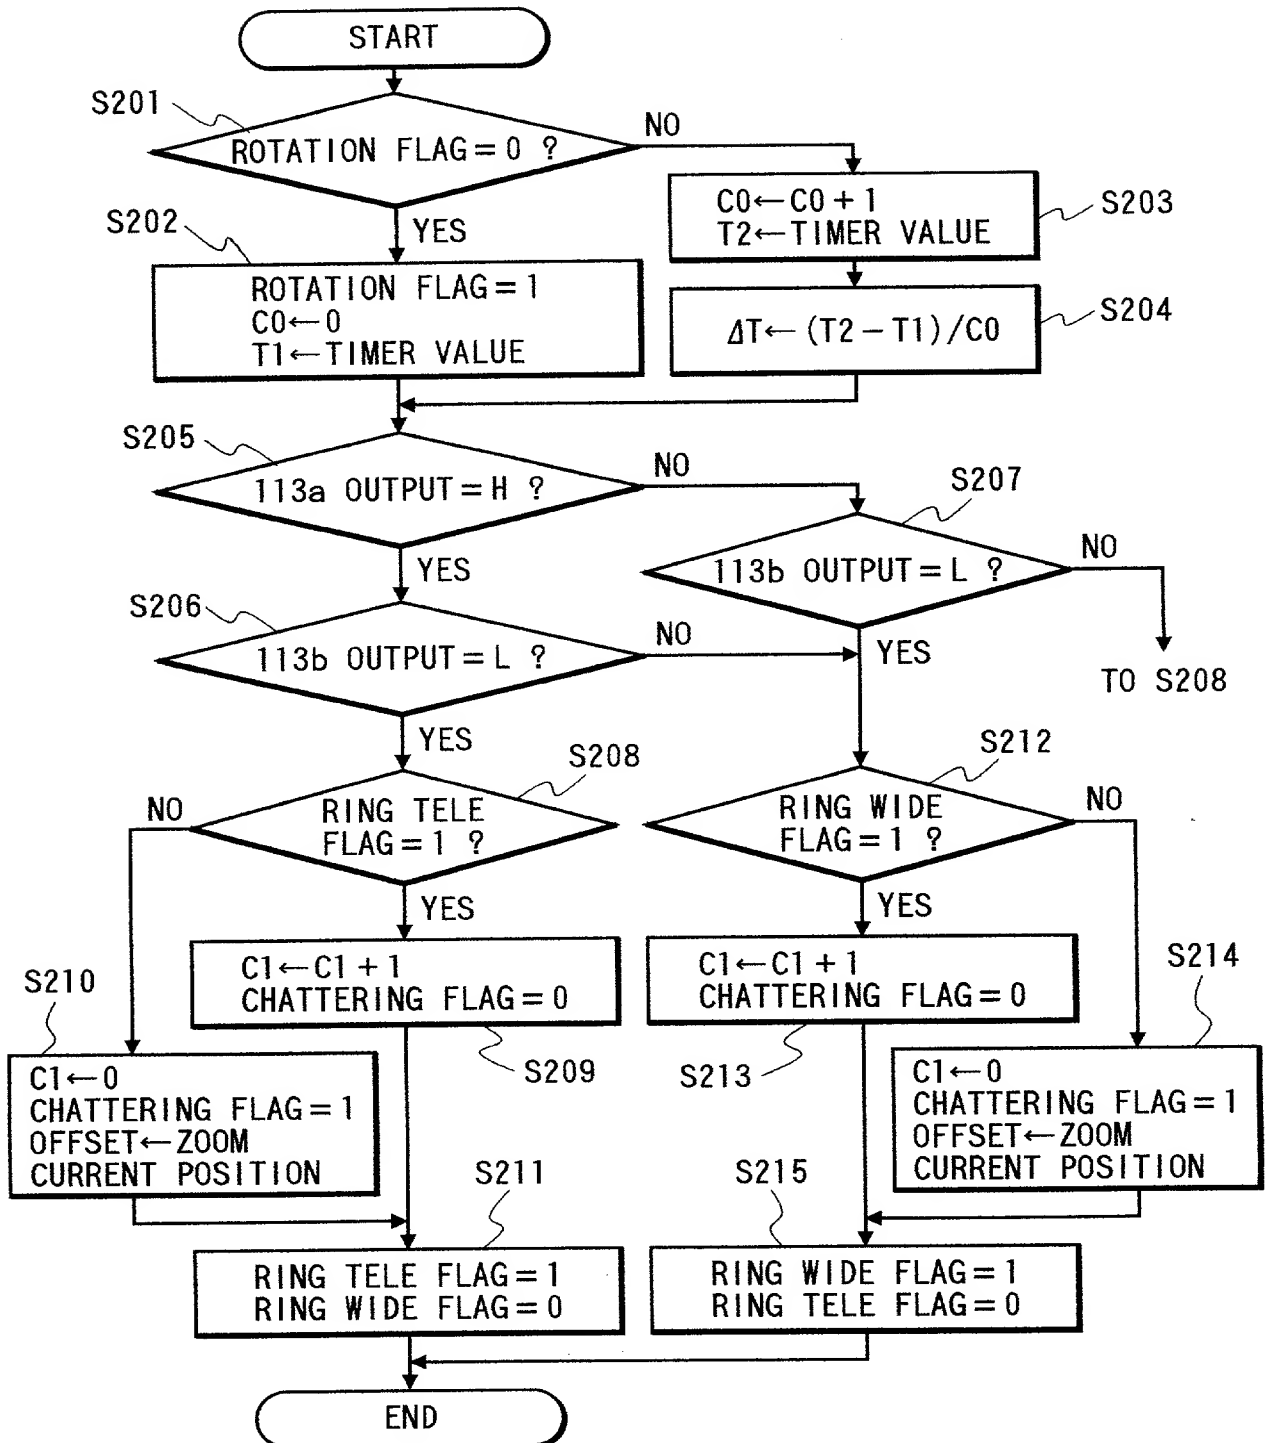 START
S201
ROTATION FLAG=0 ?
NO
YES
S202
ROTATION FLAG=1
C0←0
T1←TIMER VALUE
C0←C0+1
T2←TIMER VALUE
S203
ΔT←(T2-T1)/C0
S204
S205
113a OUTPUT=H ?
NO
YES
S207
113b OUTPUT=L ?
NO
YES
TO S208
S206
113b OUTPUT=L ?
NO
YES
S208
RING TELE
FLAG=1 ?
NO
YES
S212
RING WIDE
FLAG=1 ?
NO
YES
C1←C1+1
CHATTERING FLAG=0
S209
C1←C1+1
CHATTERING FLAG=0
S213
S210
C1←0
CHATTERING FLAG=1
OFFSET←ZOOM
CURRENT POSITION
S214
C1←0
CHATTERING FLAG=1
OFFSET←ZOOM
CURRENT POSITION
S211
RING TELE FLAG=1
RING WIDE FLAG=0
S215
RING WIDE FLAG=1
RING TELE FLAG=0
END